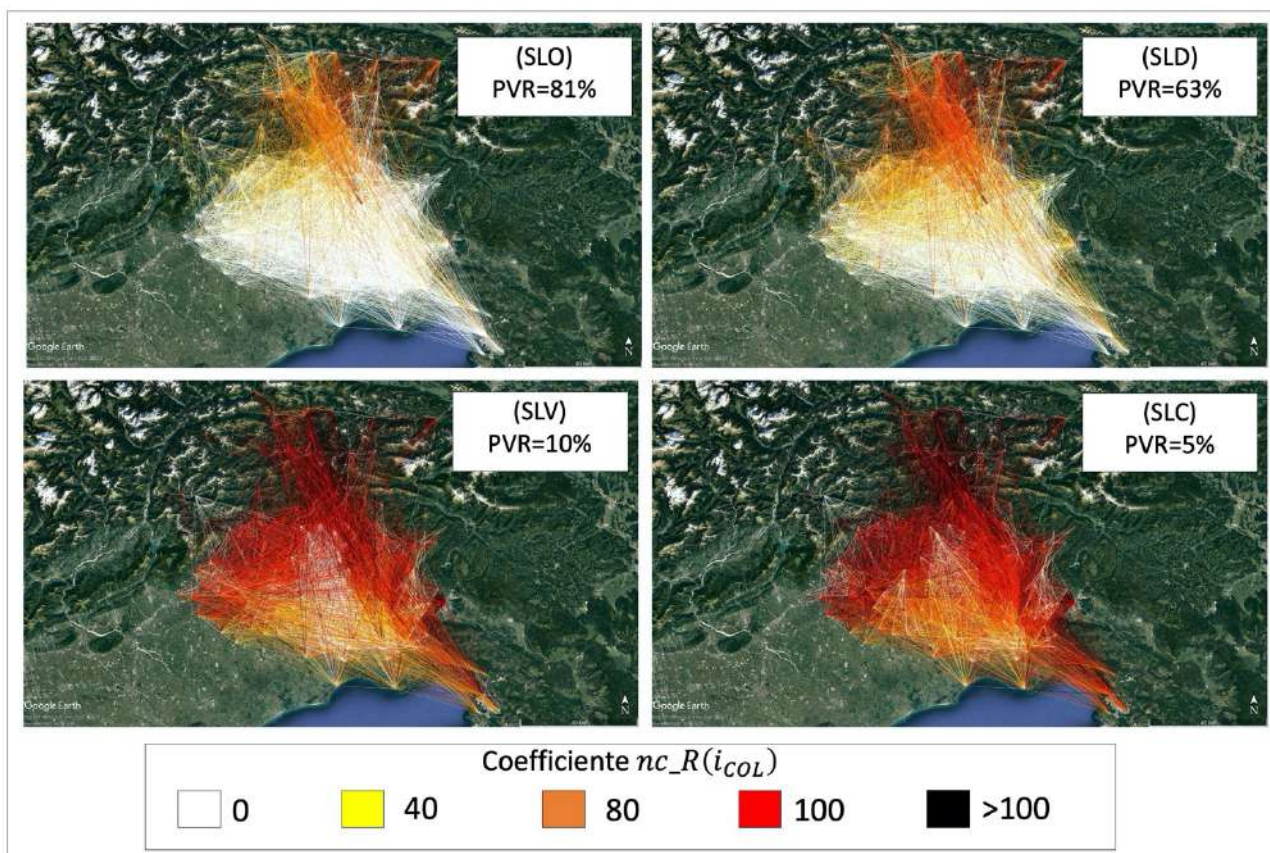 (SLO)
PVR=81%
Google Earth
N
(SLD)
PVR=63%
Google Earth
N
(SLV)
PVR=10%
Google Earth
N
(SLC)
PVR=5%
Google Earth
N
Coefficiente nc_R(i_COL)
0 40 80 100 >100